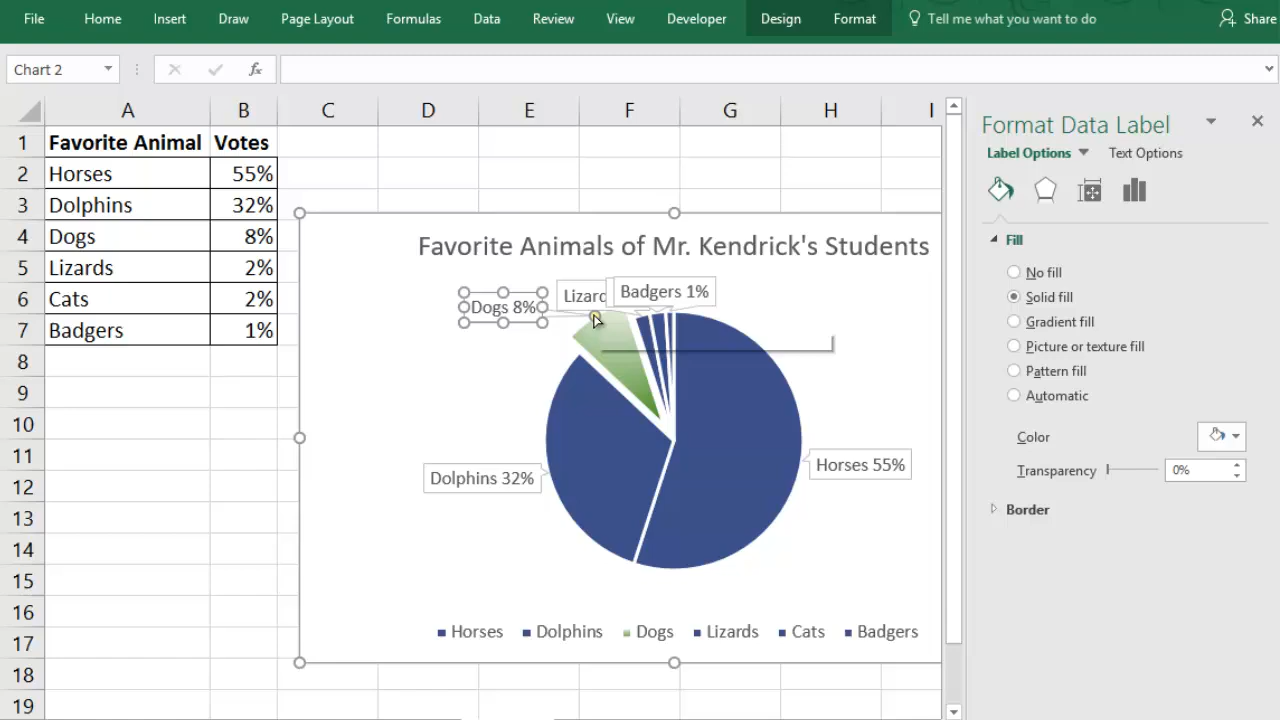 File Home Insert Draw Page Layout Formulas Data Review View Developer Design Format Tell me what you want to do Share
Chart 2 fx
A B C D E F G H I
1 Favorite Animal Votes
2 Horses 55%
3 Dolphins 32%
4 Dogs 8%
5 Lizards 2%
6 Cats 2%
7 Badgers 1%
8
9
10
11
12
13
14
15
16
17
18
19
Favorite Animals of Mr. Kendrick's Students
Dogs 8%
Lizard
Badgers 1%
Dolphins 32%
Horses 55%
Horses Dolphins Dogs Lizards Cats Badgers
Format Data Label
Label Options Text Options
Fill
No fill
Solid fill
Gradient fill
Picture or texture fill
Pattern fill
Automatic
Color
Transparency 0%
Border